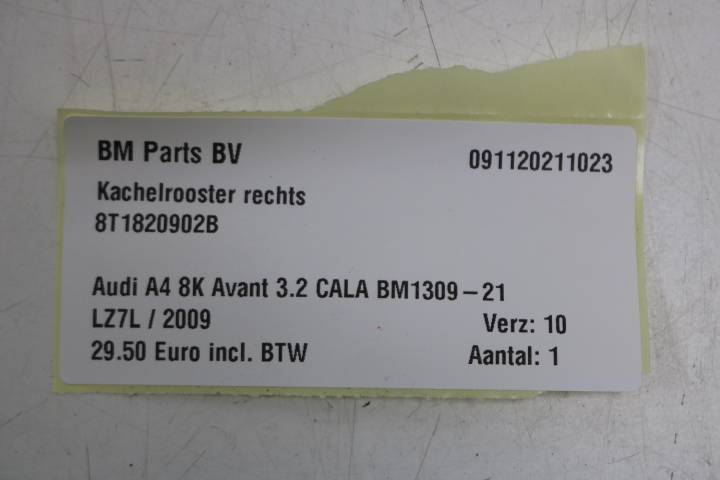 BM Parts BV 091120211023
Kachelrooster rechts
8T1820902B
Audi A4 8K Avant 3.2 CALA BM1309-21
LZ7L / 2009 Verz: 10
29.50 Euro incl. BTW Aantal: 1